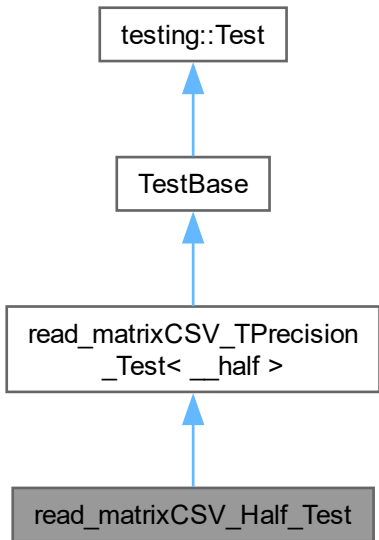 testing::Test
TestBase
read_matrixCSV_TPrecision
_Test< __half >
read_matrixCSV_Half_Test